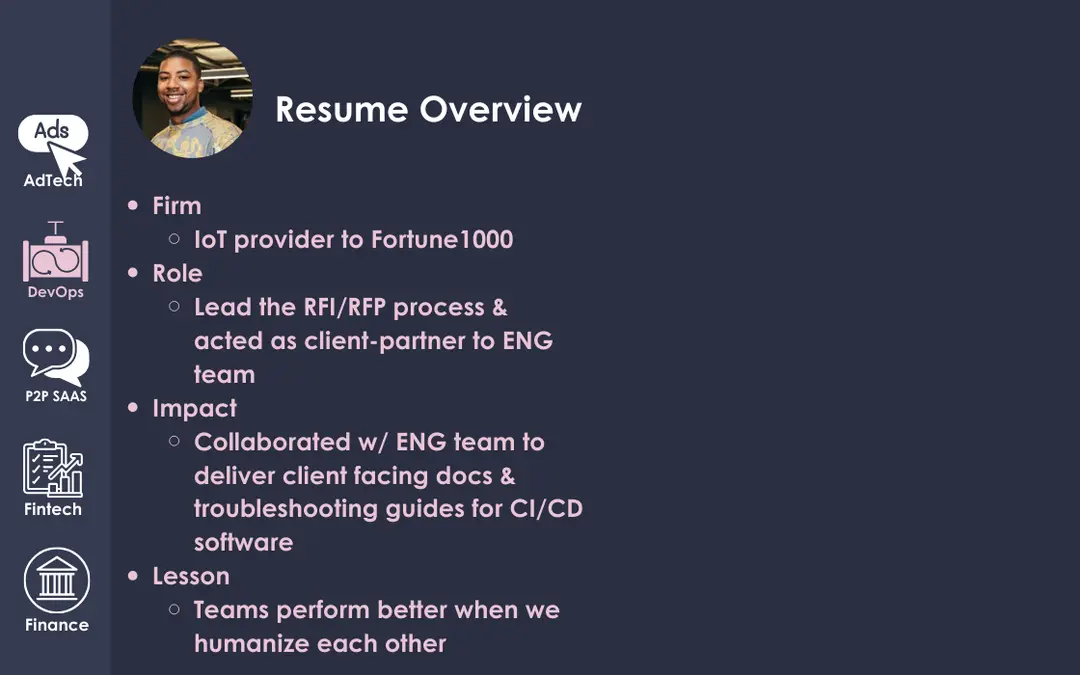 Ads
AdTech
DevOps
P2P SAAS
Fintech
Finance
Resume Overview
Firm
IoT provider to Fortune1000
Role
Lead the RFI/RFP process &
acted as client-partner to ENG
team
Impact
Collaborated w/ ENG team to
deliver client facing docs &
troubleshooting guides for CI/CD
software
Lesson
Teams perform better when we
humanize each other